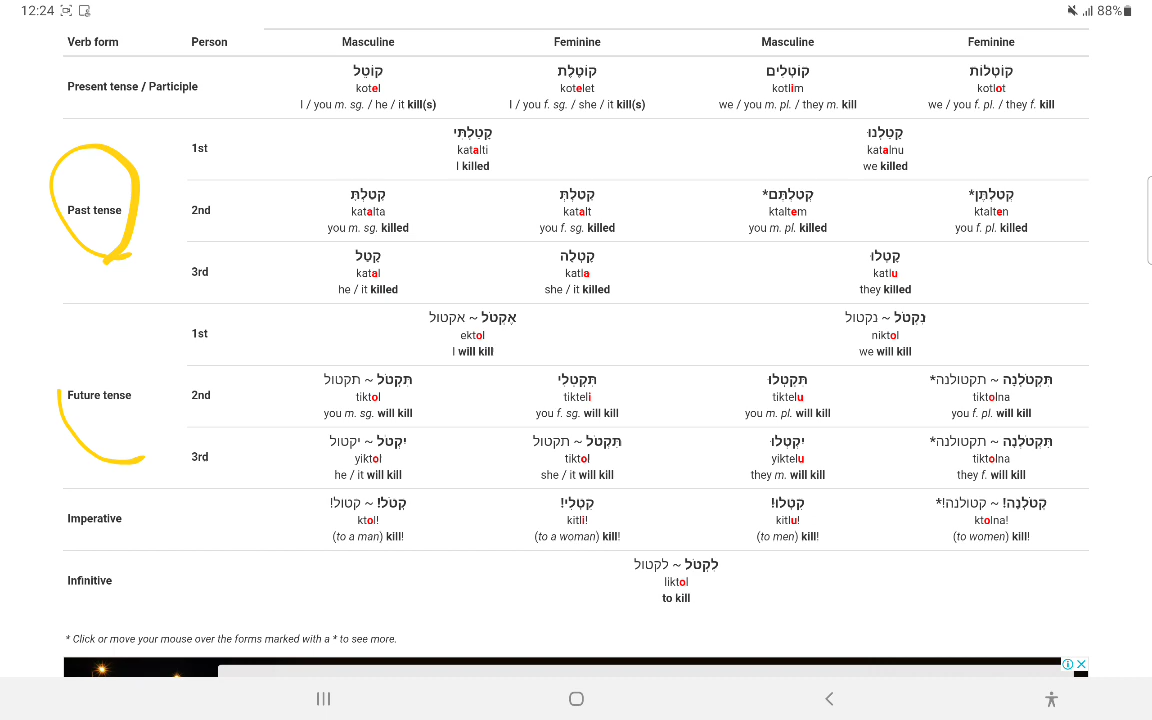 12:24
88%
Verb form Person Masculine Feminine Masculine Feminine
Present tense / Participle
קוֹטֵל קוֹטֶלֶת קוֹטְלִים קוֹטְלוֹת
kotel kotelet kotlim kotlot
I / you m. sg. / he / it kill(s) I / you f. sg. / she / it kill(s) we / you m. pl. / they m. kill we / you f. pl. / they f. kill
Past tense
1st
קָטַלְתִּי קָטַלְנוּ
katalti katalnu
I killed we killed
2nd
קָטַלְתָּ קָטַלְתְּ קְטַלְתֶּם* קְטַלְתֶּן*
katalta katalt ktaltem ktalten
you m. sg. killed you f. sg. killed you m. pl. killed you f. pl. killed
3rd
קָטַל קָטְלָה קָטְלוּ
katal katla katlu
he / it killed she / it killed they killed
Future tense
1st
אֶקְטֹל ~ אקטול נִקְטֹל ~ נקטול
ektol niktol
I will kill we will kill
2nd
תִּקְטֹל ~ תקטול תִּקְטְלִי תִּקְטְלוּ תִּקְטֹלְנָה ~ תקטולנה*
tiktol tikteli tiktelu tiktolna
you m. sg. will kill you f. sg. will kill you m. pl. will kill you f. pl. will kill
3rd
יִקְטֹל ~ יקטול תִּקְטֹל ~ תקטול יִקְטְלוּ תִּקְטֹלְנָה ~ תקטולנה*
yiktol tiktol yiktelu tiktolna
he / it will kill she / it will kill they m. will kill they f. will kill
Imperative
קְטֹל! ~ קטול! קִטְלִי! קִטְלוּ! קְטֹלְנָה! ~ קטולנה!*
ktol! kitli! kitlu! ktolna!
(to a man) kill! (to a woman) kill! (to men) kill! (to women) kill!
Infinitive
לִקְטֹל ~ לקטול
liktol
to kill
* Click or move your mouse over the forms marked with a * to see more.